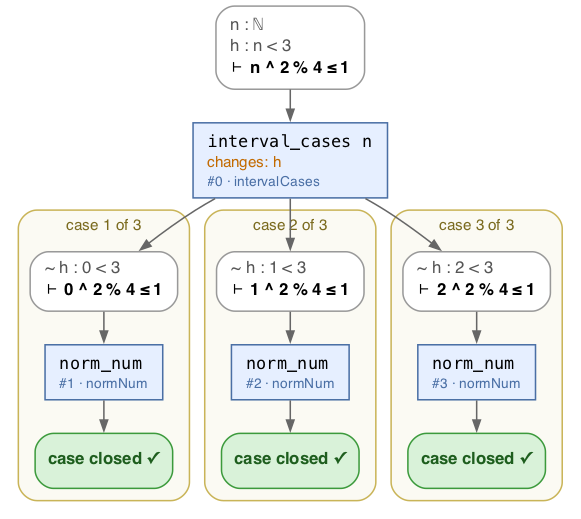 n : ℕ
h : n < 3
⊢ n ^ 2 % 4 ≤ 1
interval_cases n
changes: h
#0 · intervalCases
case 1 of 3
~ h : 0 < 3
⊢ 0 ^ 2 % 4 ≤ 1
norm_num
#1 · normNum
case closed ✓
case 2 of 3
~ h : 1 < 3
⊢ 1 ^ 2 % 4 ≤ 1
norm_num
#2 · normNum
case closed ✓
case 3 of 3
~ h : 2 < 3
⊢ 2 ^ 2 % 4 ≤ 1
norm_num
#3 · normNum
case closed ✓